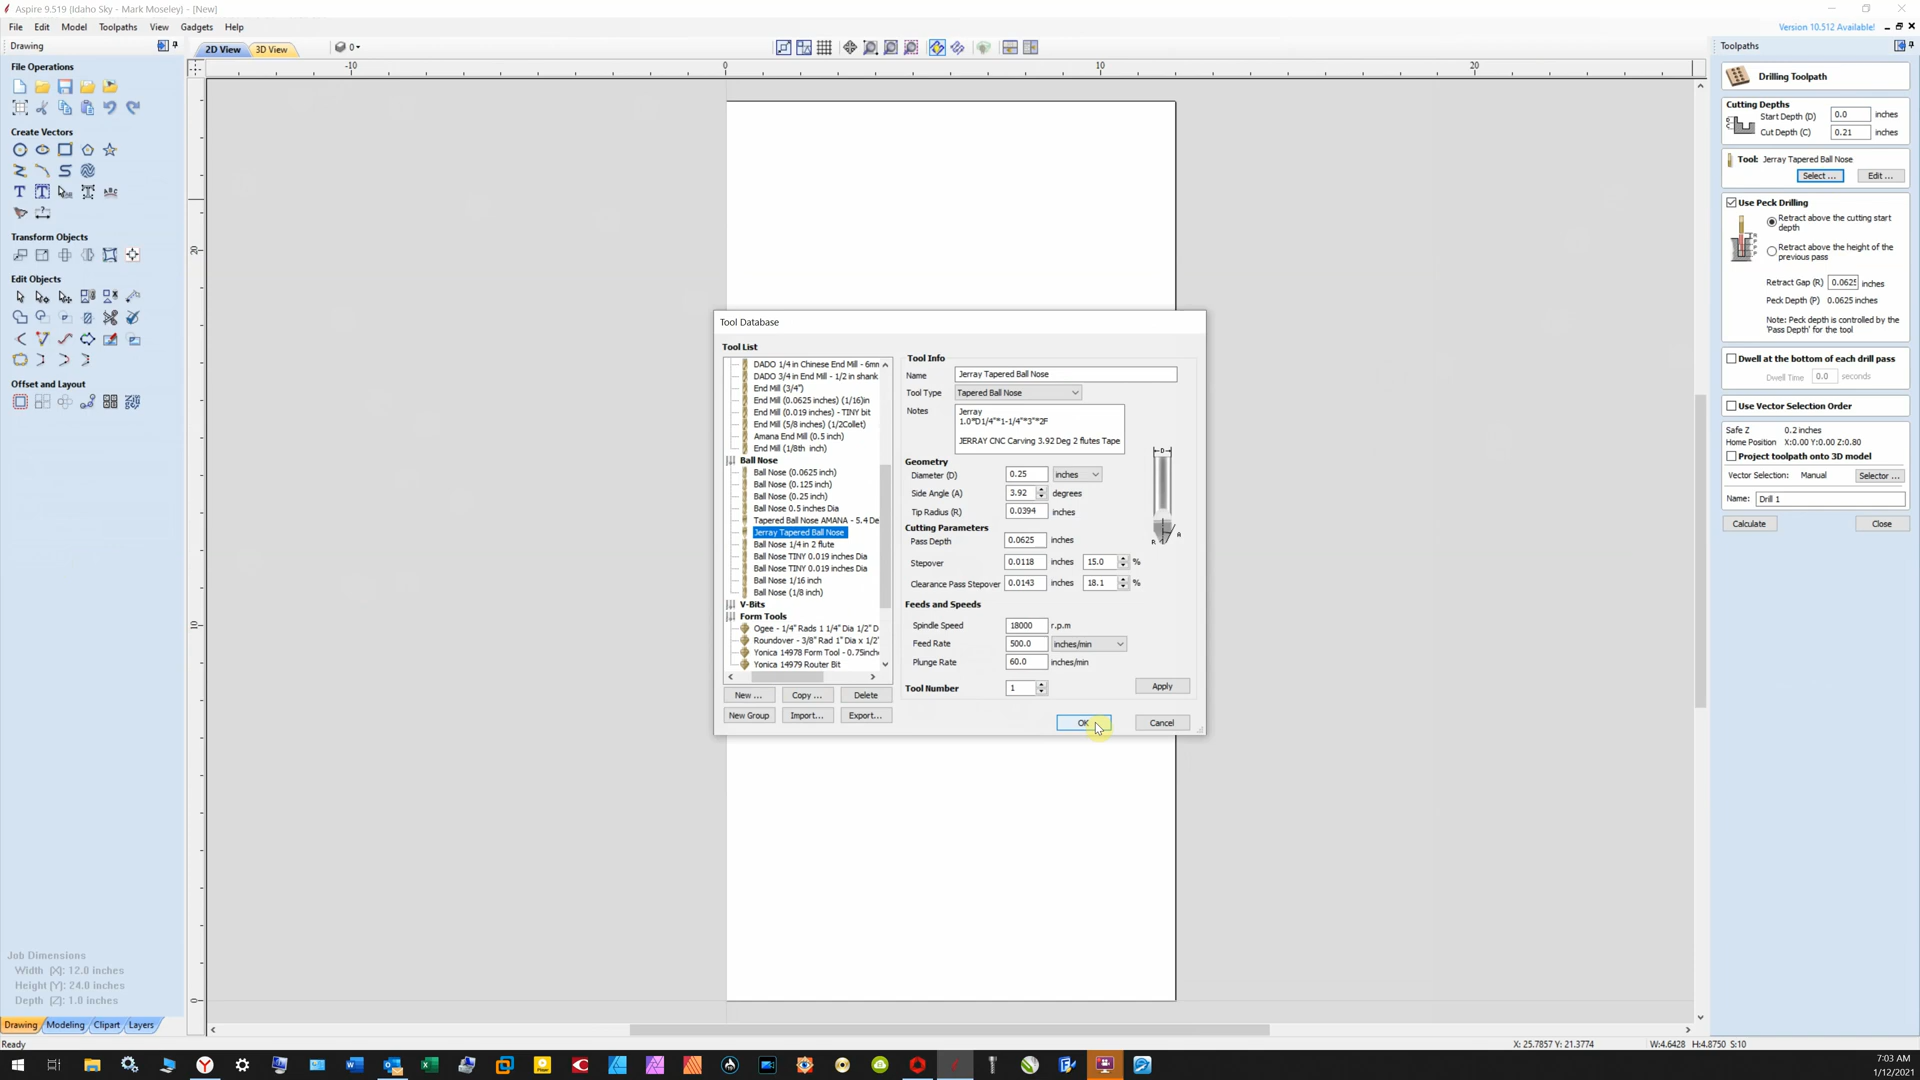 Aspire 9.519 (Idaho Sky - Mark Moseley) - [New]
File Edit Model Toolpaths View Gadgets Help
Version 10.512 Available!
Drawing
2D View 3D View 0
Toolpaths
-10 0 10 20
20
0
File Operations
Create Vectors
Transform Objects
Edit Objects
Offset and Layout
Job Dimensions
Width (X): 12.0 inches
Height (Y): 24.0 inches
Depth (Z): 1.0 inches
Drawing Modeling Clipart Layers
Ready
Tool Database
Tool List
DADO 1/4 in Chinese End Mill - 6mn
DADO 3/4 in End Mill - 1/2 in shank
End Mill (3/4")
End Mill (0.0625 inches) (1/16)in
End Mill (0.019 inches) - TINY bit
End Mill (5/8 inches) (1/2Collet)
Amana End Mill (0.5 inch)
End Mill (1/8th inch)
Ball Nose
Ball Nose (0.0625 inch)
Ball Nose (0.125 inch)
Ball Nose (0.25 inch)
Ball Nose 0.5 inches Dia
Tapered Ball Nose AMANA - 5.4 De
Jerray Tapered Ball Nose
Ball Nose 1/4 in 2 flute
Ball Nose TINY 0.019 inches Dia
Ball Nose TINY 0.019 inches Dia
Ball Nose 1/16 inch
Ball Nose (1/8 inch)
V-Bits
Form Tools
Ogee - 1/4" Rads 1 1/4" Dia 1/2" D
Roundover - 3/8" Rad 1" Dia x 1/2"
Yonica 14978 Form Tool - 0.75inch
Yonica 14979 Router Bit
New ... Copy ... Delete
New Group Import... Export...
Tool Info
Name Jerray Tapered Ball Nose
Tool Type Tapered Ball Nose
Notes Jerray
1.0*D1/4"*1-1/4"*3"*2F
JERRAY CNC Carving 3.92 Deg 2 flutes Tape
Geometry
Diameter (D) 0.25 inches
Side Angle (A) 3.92 degrees
Tip Radius (R) 0.0394 inches
D
R A
Cutting Parameters
Pass Depth 0.0625 inches
Stepover 0.0118 inches 15.0 %
Clearance Pass Stepover 0.0143 inches 18.1 %
Feeds and Speeds
Spindle Speed 18000 r.p.m
Feed Rate 500.0 inches/min
Plunge Rate 60.0 inches/min
Tool Number 1 Apply
OK Cancel
Drilling Toolpath
Cutting Depths
Start Depth (D) 0.0 inches
Cut Depth (C) 0.21 inches
Tool: Jerray Tapered Ball Nose
Select ... Edit ...
Use Peck Drilling
Retract above the cutting start
depth
Retract above the height of the
previous pass
Retract Gap (R) 0.0625 inches
Peck Depth (P) 0.0625 inches
Note: Peck depth is controlled by the
'Pass Depth' for the tool
Dwell at the bottom of each drill pass
Dwell Time 0.0 seconds
Use Vector Selection Order
Safe Z 0.2 inches
Home Position X:0.00 Y:0.00 Z:0.80
Project toolpath onto 3D model
Vector Selection: Manual Selector ...
Name: Drill 1
Calculate Close
X: 25.7857 Y: 21.3774 W:4.6428 H:4.8750 S:10
7:03 AM
1/12/2021